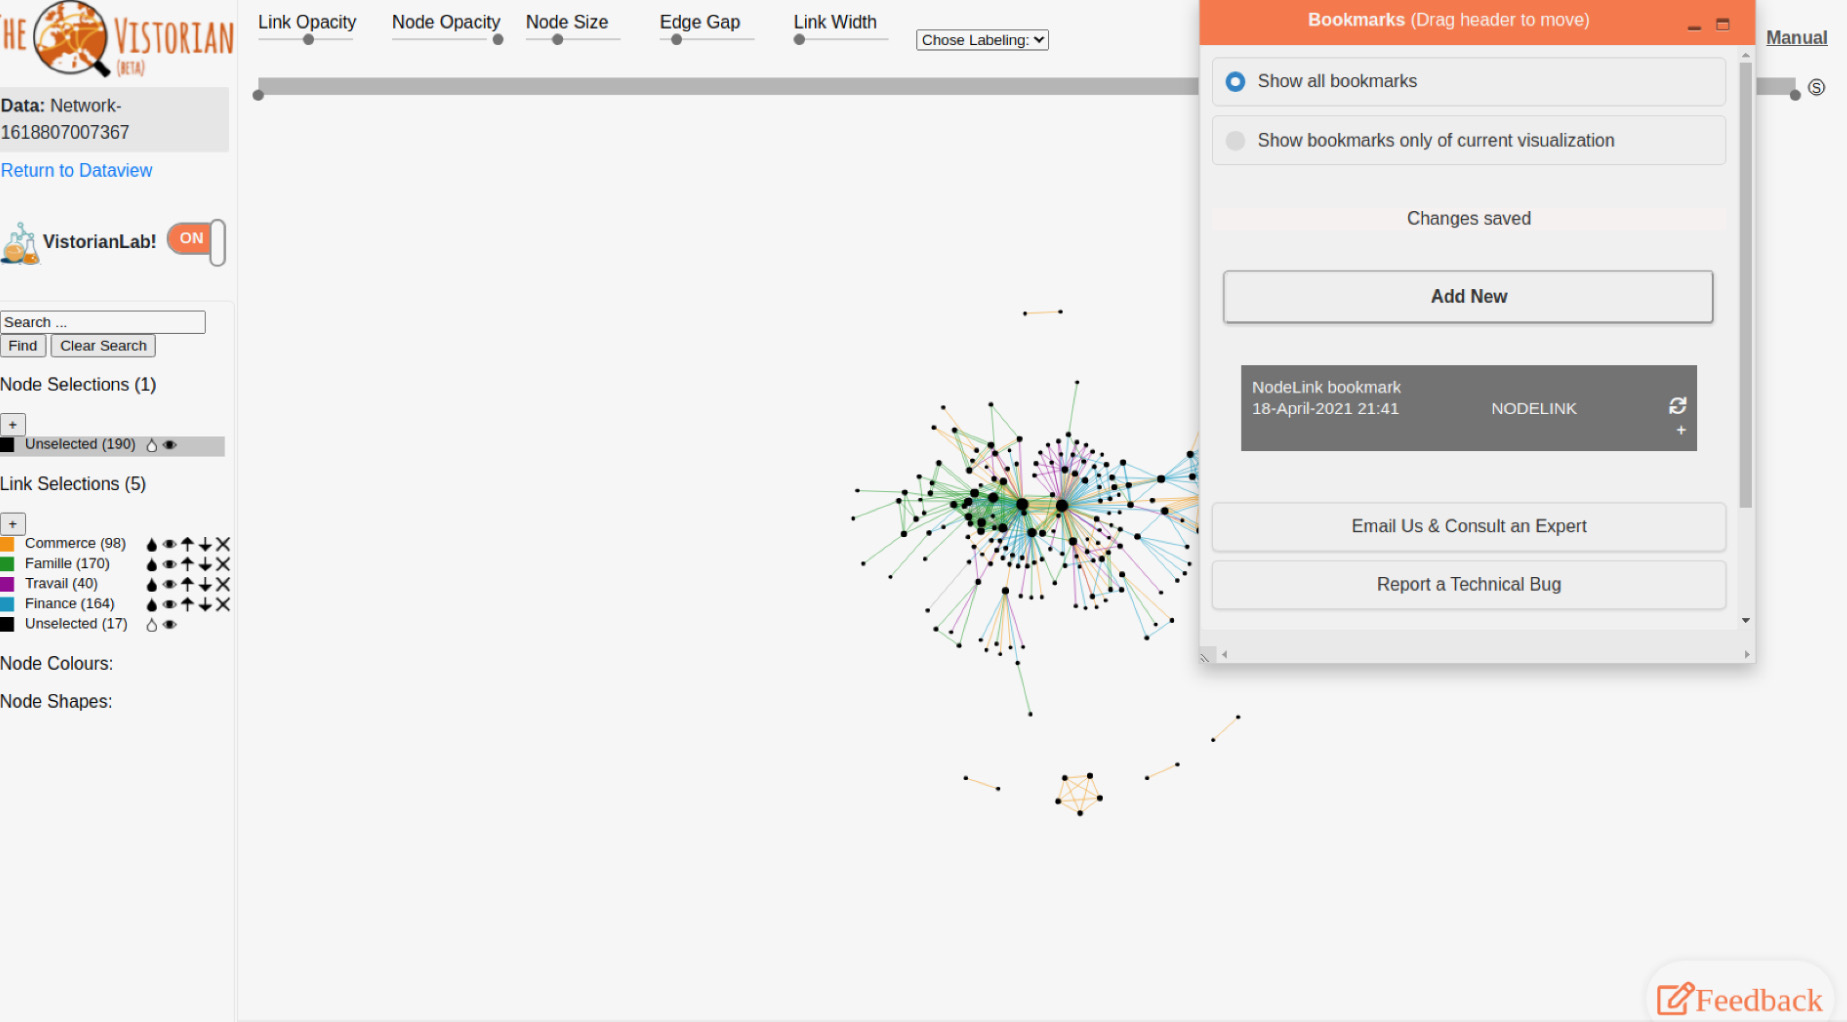 THE VISTORIAN
(BETA)
Data: Network-
1618807007367
Return to Dataview
VistorianLab!
ON
Search ...
Find
Clear Search
Node Selections (1)
+
Unselected (190)
Link Selections (5)
+
Commerce (98)
Famille (170)
Travail (40)
Finance (164)
Unselected (17)
Node Colours:
Node Shapes:
Link Opacity
Node Opacity
Node Size
Edge Gap
Link Width
Chose Labeling:
S
Manual
Bookmarks (Drag header to move)
Show all bookmarks
Show bookmarks only of current visualization
Changes saved
Add New
NodeLink bookmark
18-April-2021 21:41
NODELINK
+
Email Us & Consult an Expert
Report a Technical Bug
Feedback